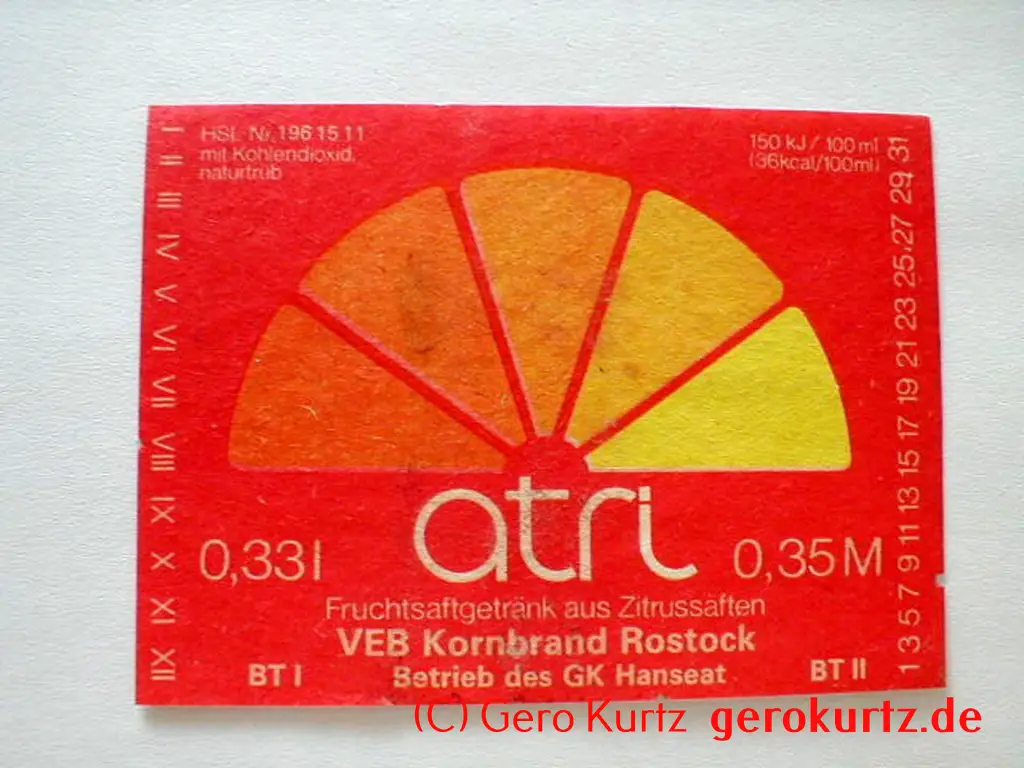 HSL Nr. 196 15 11
mit Kohlendioxid,
naturtrüb
150 kJ / 100 ml
(36kcal/100ml)
I II III IV V VI VII VIII IX X XI XII
1 3 5 7 9 11 13 15 17 19 21 23 25 27 29 31
atri
0,33 l
0,35 M
Fruchtsaftgetränk aus Zitrussäften
VEB Kornbrand Rostock
BT I
Betrieb des GK Hanseat
BT II
(C) Gero Kurtz gerokurtz.de